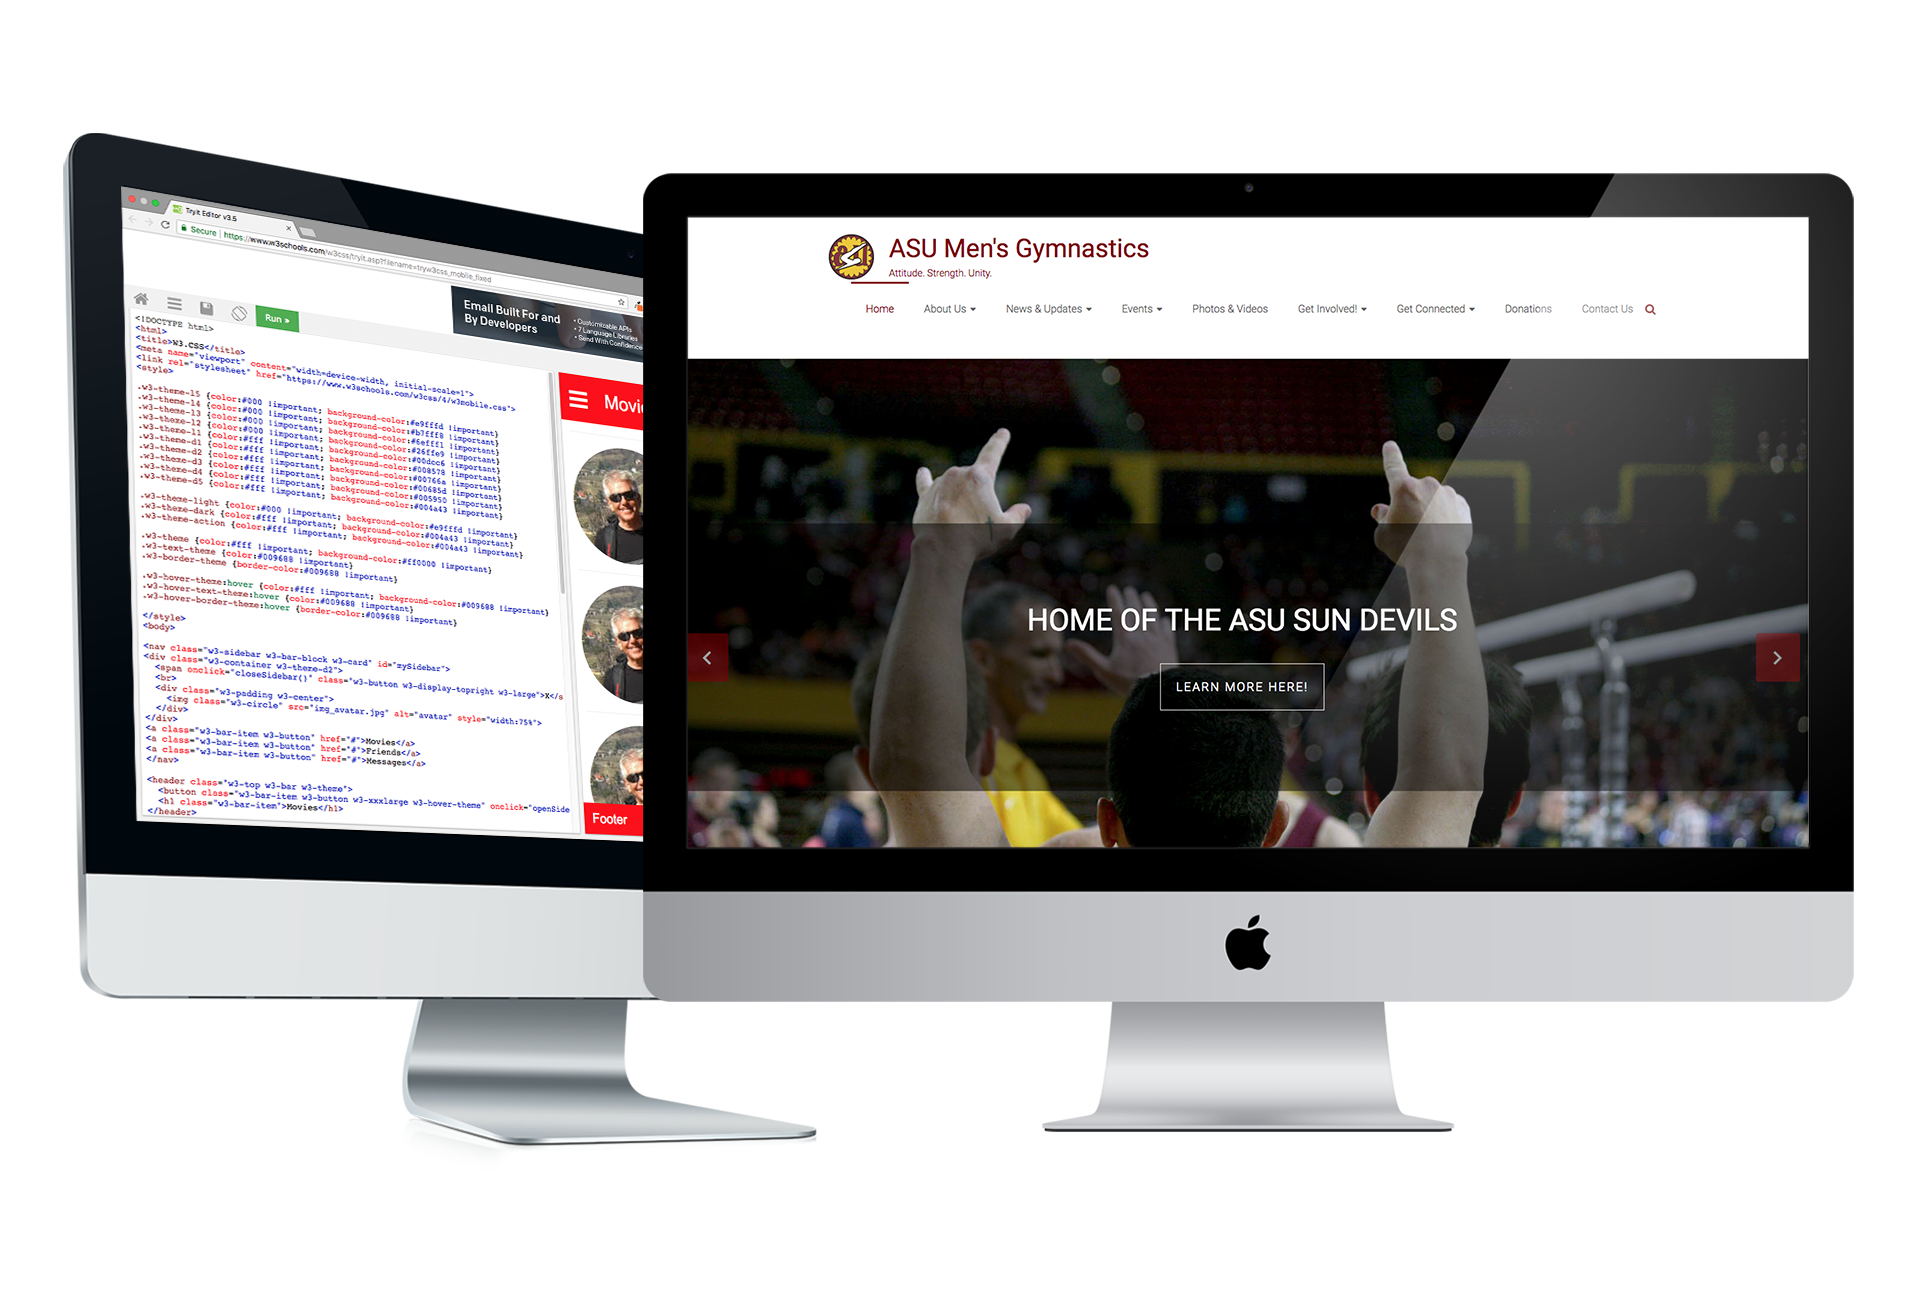 Tryit Editor v3.5
Secure | https://www.w3schools.com/w3css/tryit.asp?filename=tryw3css_mobile_fixed
Email Built For and
By Developers
• Customizable APIs
• 7 Language Libraries
• Send With Confidence
Run »
<!DOCTYPE html>
<html>
<title>W3.CSS</title>
<meta name="viewport" content="width=device-width, initial-scale=1">
<link rel="stylesheet" href="https://www.w3schools.com/w3css/4/w3mobile.css">
<style>
.w3-theme-l5 {color:#000 !important; background-color:#e9fffd !important}
.w3-theme-l4 {color:#000 !important; background-color:#b7fff8 !important}
.w3-theme-l3 {color:#000 !important; background-color:#6efff1 !important}
.w3-theme-l2 {color:#000 !important; background-color:#26ffe9 !important}
.w3-theme-l1 {color:#fff !important; background-color:#00dcc6 !important}
.w3-theme-d1 {color:#fff !important; background-color:#008578 !important}
.w3-theme-d2 {color:#fff !important; background-color:#00766a !important}
.w3-theme-d3 {color:#fff !important; background-color:#00685d !important}
.w3-theme-d4 {color:#fff !important; background-color:#005950 !important}
.w3-theme-d5 {color:#fff !important; background-color:#004a43 !important}
.w3-theme-light {color:#000 !important; background-color:#e9fffd !important}
.w3-theme-dark {color:#fff !important; background-color:#004a43 !important}
.w3-theme-action {color:#fff !important; background-color:#004a43 !important}
.w3-theme {color:#fff !important; background-color:#ff0000 !important}
.w3-text-theme {color:#009688 !important}
.w3-border-theme {border-color:#009688 !important}
.w3-hover-theme:hover {color:#fff !important; background-color:#009688 !important}
.w3-hover-text-theme:hover {color:#009688 !important}
.w3-hover-border-theme:hover {border-color:#009688 !important}
</style>
<body>
<nav class="w3-sidebar w3-bar-block w3-card" id="mySidebar">
<div class="w3-container w3-theme-d2">
<span onclick="closeSidebar()" class="w3-button w3-display-topright w3-large">X</s
<br>
<div class="w3-padding w3-center">
<img class="w3-circle" src="img_avatar.jpg" alt="avatar" style="width:75%">
</div>
</div>
<a class="w3-bar-item w3-button" href="#">Movies</a>
<a class="w3-bar-item w3-button" href="#">Friends</a>
<a class="w3-bar-item w3-button" href="#">Messages</a>
</nav>
<header class="w3-top w3-bar w3-theme">
<button class="w3-bar-item w3-button w3-xxxlarge w3-hover-theme" onclick="openSide
<h1 class="w3-bar-item">Movies</h1>
</header>
Movi
Footer
ASU Men's Gymnastics
Attitude. Strength. Unity.
Home About Us News & Updates Events Photos & Videos Get Involved! Get Connected Donations Contact Us
HOME OF THE ASU SUN DEVILS
LEARN MORE HERE!